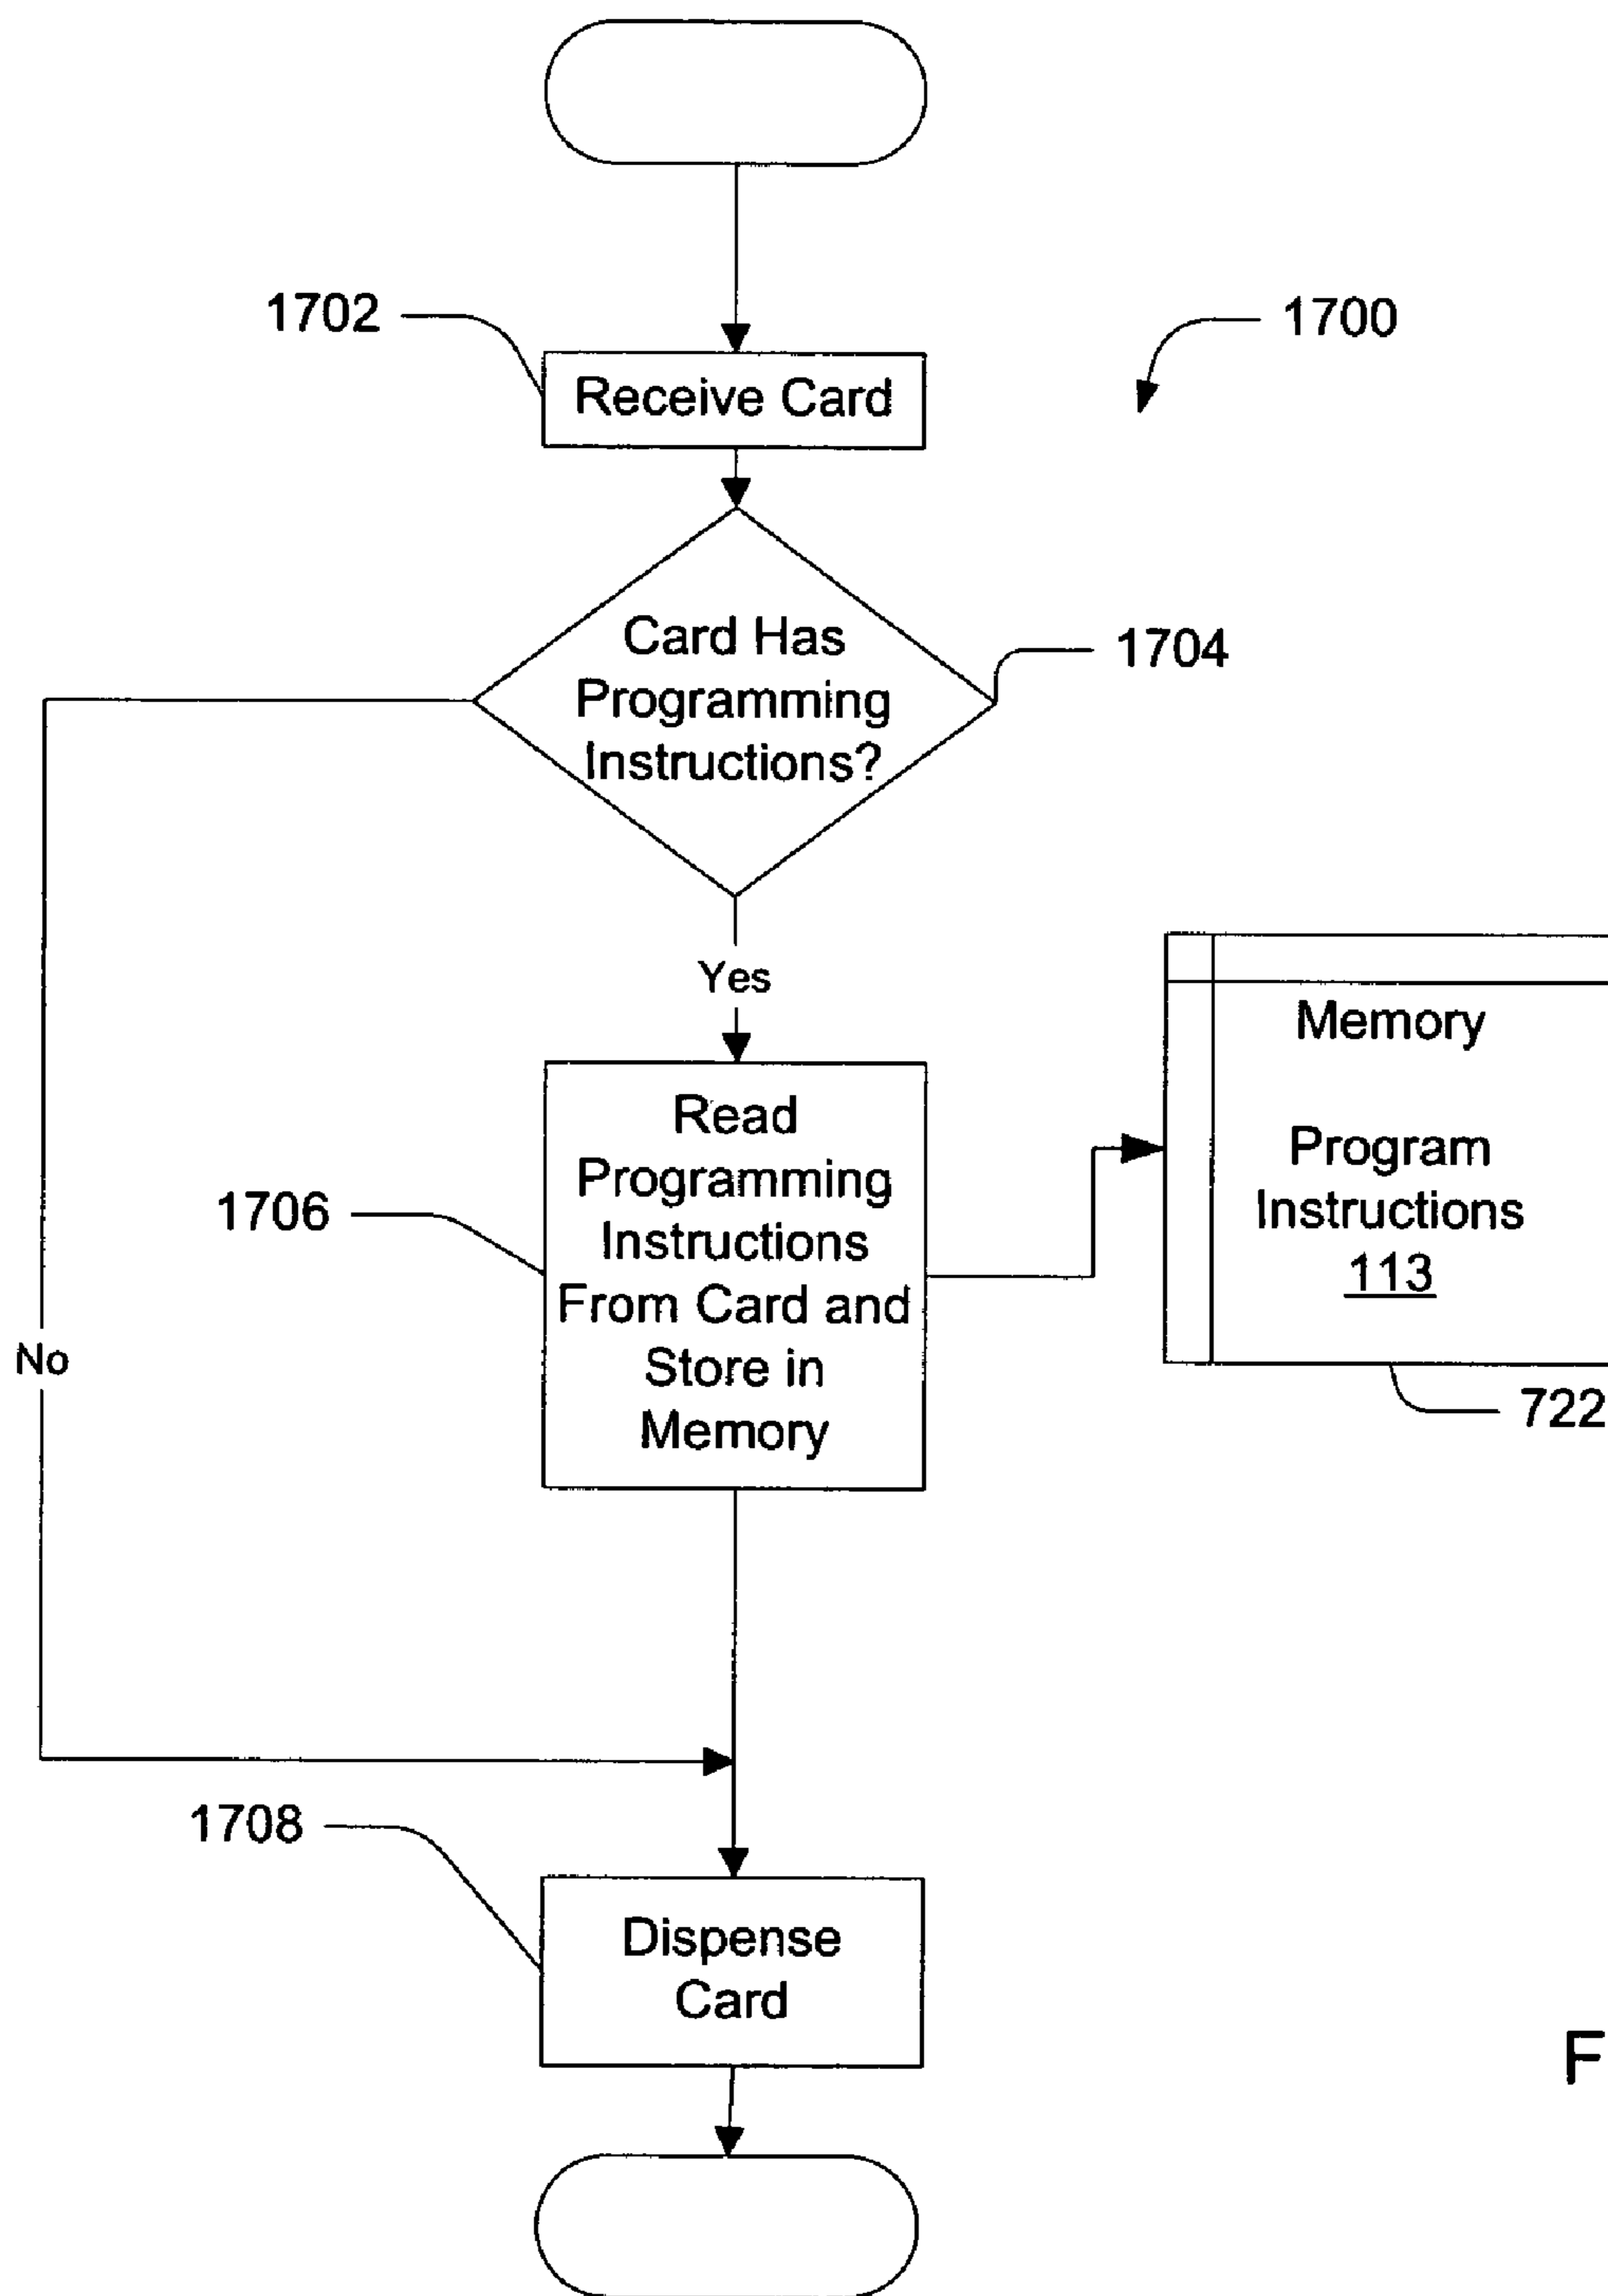 1702
1700
Receive Card
Card Has
Programming
Instructions?
1704
Yes
No
Read
Programming
Instructions
From Card and
Store in
Memory
1706
Memory
Program
Instructions
113
722
1708
Dispense
Card
F